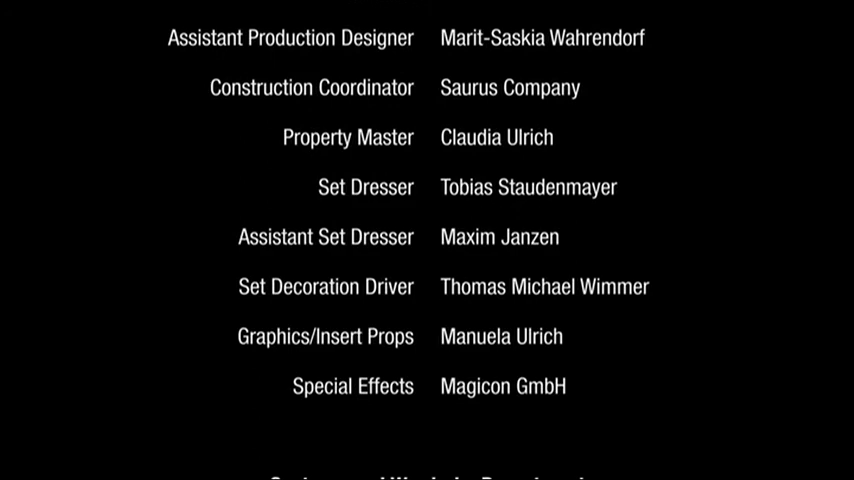 Assistant Production Designer Marit-Saskia Wahrendorf
Construction Coordinator Saurus Company
Property Master Claudia Ulrich
Set Dresser Tobias Staudenmayer
Assistant Set Dresser Maxim Janzen
Set Decoration Driver Thomas Michael Wimmer
Graphics/Insert Props Manuela Ulrich
Special Effects Magicon GmbH